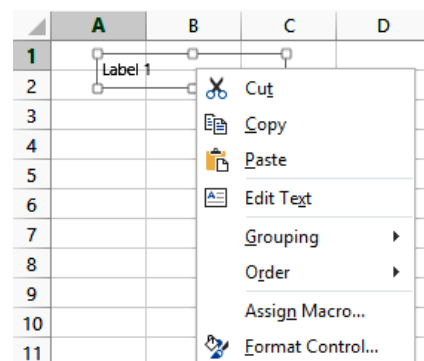 A B C D
1
Label 1
2
Cut
3
Copy
4
Paste
5
6
Edit Text
7
Grouping
8
Order
9
10
Assign Macro...
11
Format Control...